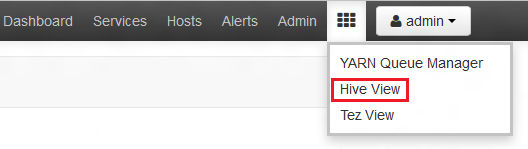 Dashboard Services Hosts Alerts Admin admin
YARN Queue Manager
Hive View
Tez View